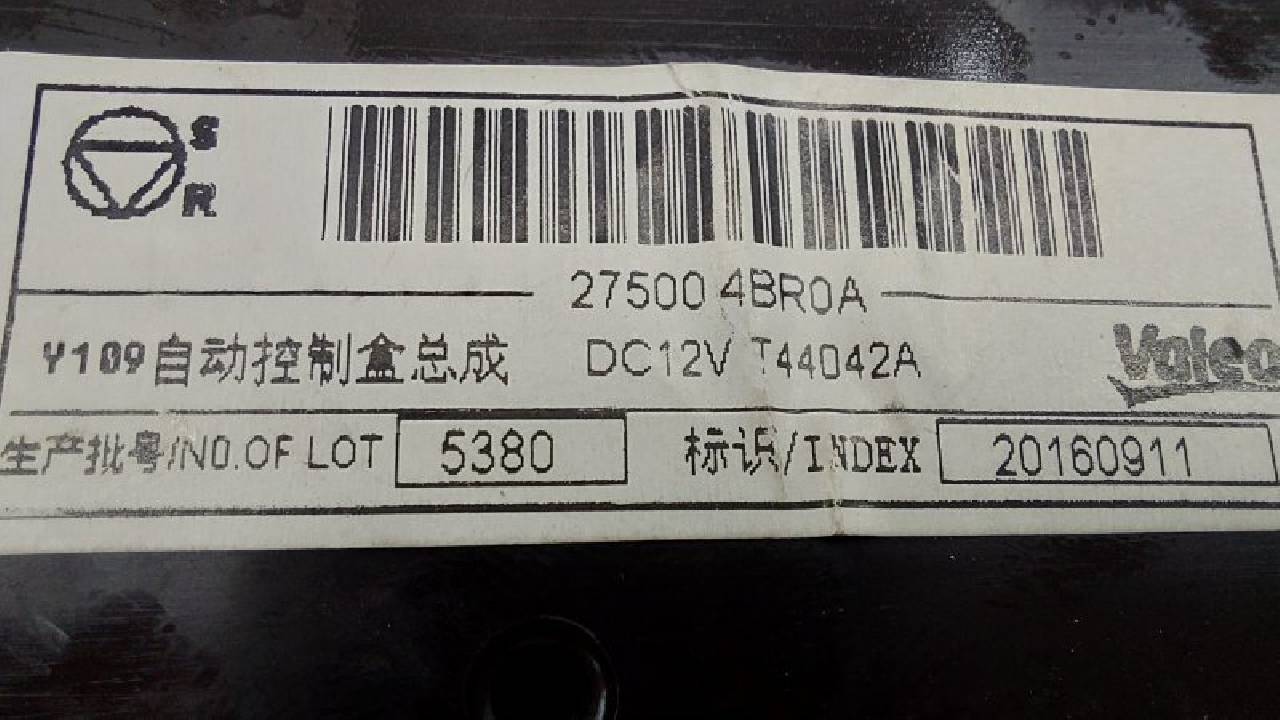 S
R
27500 4BR0A
Y109自动控制盒总成 DC12V T44042A Valeo
生产批号/NO.OF LOT 5380 标识/INDEX 20160911